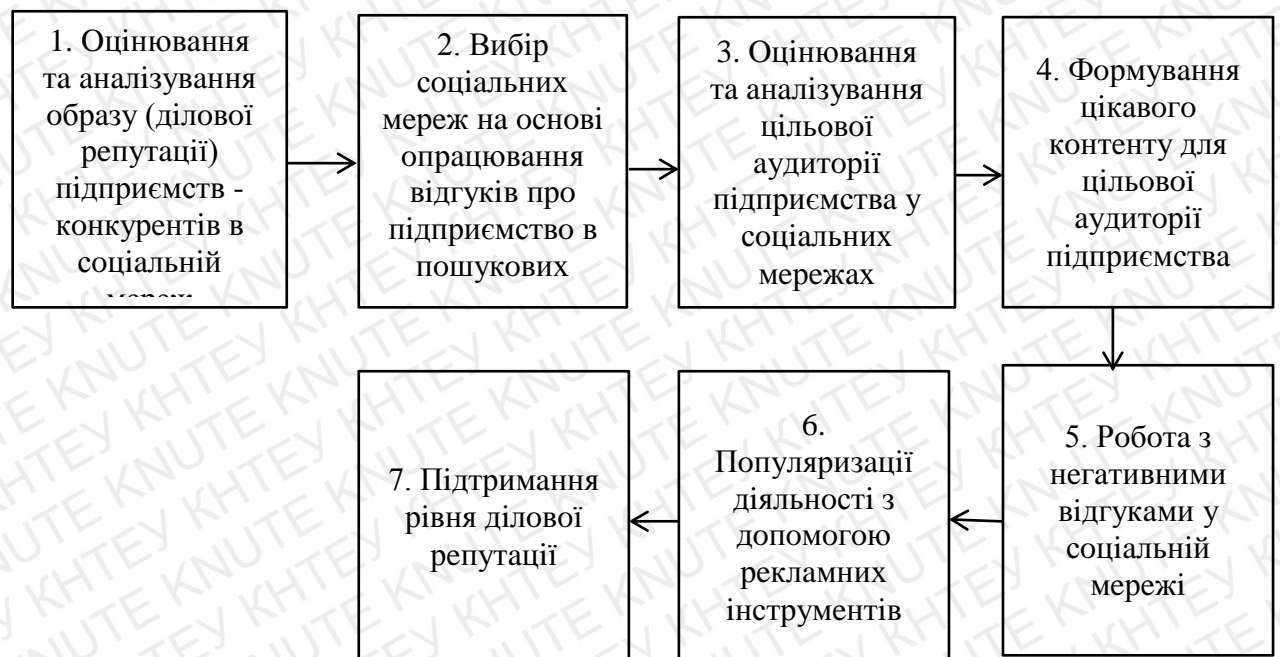 1. Оцінювання
та аналізування
образу (ділової
репутації)
підприємств -
конкурентів в
соціальній
2. Вибір
соціальних
мереж на основі
опрацювання
відгуків про
підприємство в
пошукових
3. Оцінювання
та аналізування
цільової
аудиторії
підприємства у
соціальних
мережах
4. Формування
цікавого
контенту для
цільової
аудиторії
підприємства
5. Робота з
негативними
відгуками у
соціальній
мережі
6.
Популяризації
діяльності з
допомогою
рекламних
інструментів
7. Підтримання
рівня ділової
репутації